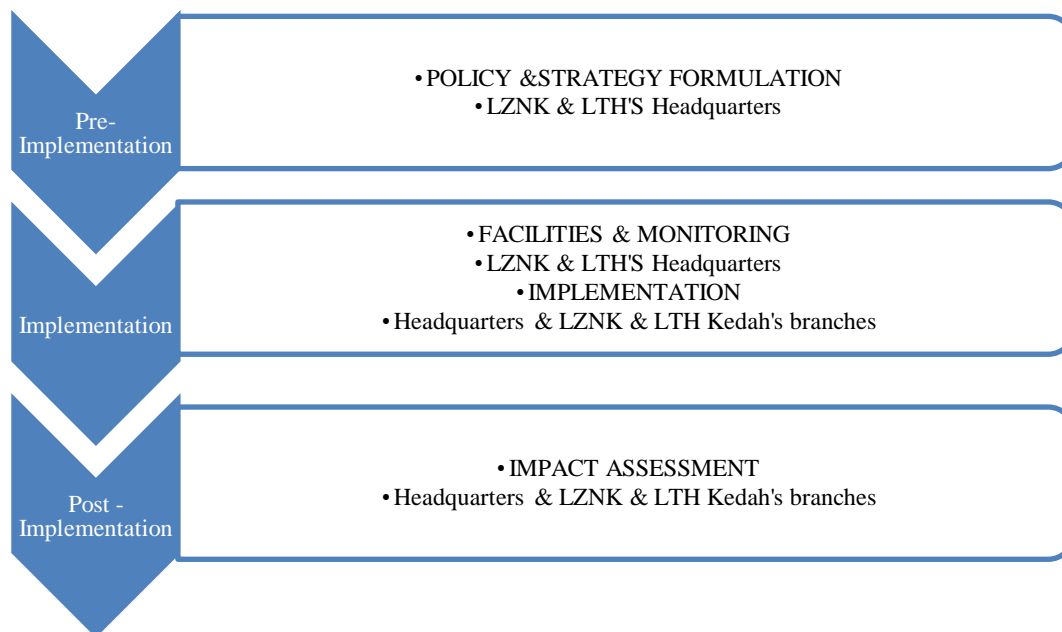 Pre-
Implementation
• POLICY &STRATEGY FORMULATION
• LZNK & LTH'S Headquarters
Implementation
• FACILITIES & MONITORING
• LZNK & LTH'S Headquarters
• IMPLEMENTATION
• Headquarters & LZNK & LTH Kedah's branches
Post -
Implementation
• IMPACT ASSESSMENT
• Headquarters & LZNK & LTH Kedah's branches